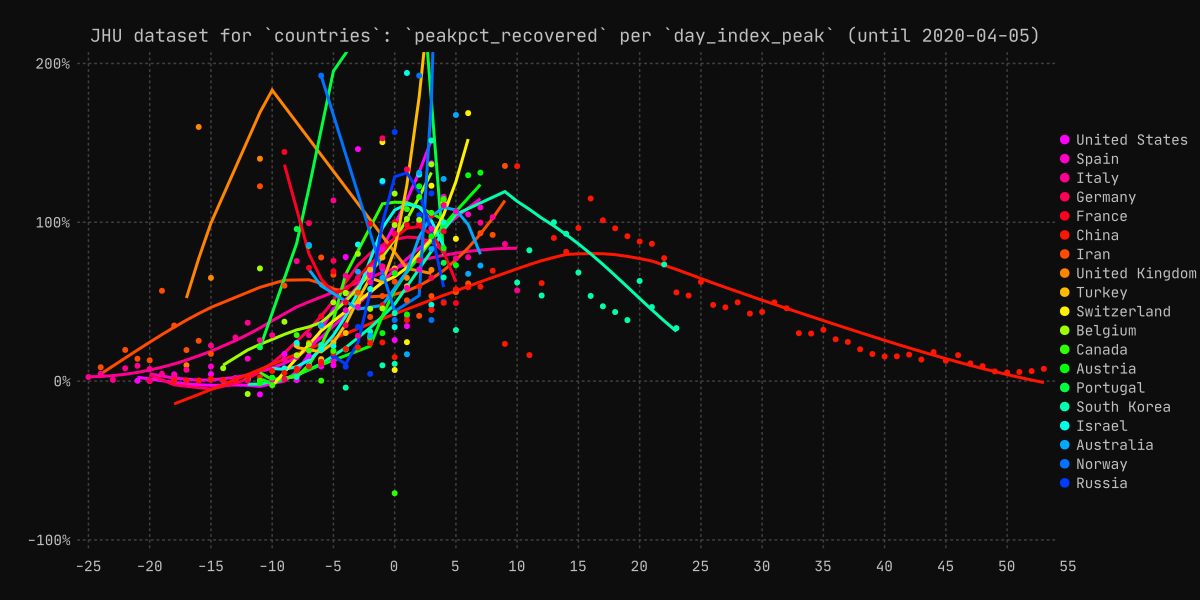 JHU dataset for `countries`: `peakpct_recovered` per `day_index_peak` (until 2020-04-05)
200%
100%
0%
-100%
-25 -20 -15 -10 -5 0 5 10 15 20 25 30 35 40 45 50 55
United States
Spain
Italy
Germany
France
China
Iran
United Kingdom
Turkey
Switzerland
Belgium
Canada
Austria
Portugal
South Korea
Israel
Australia
Norway
Russia